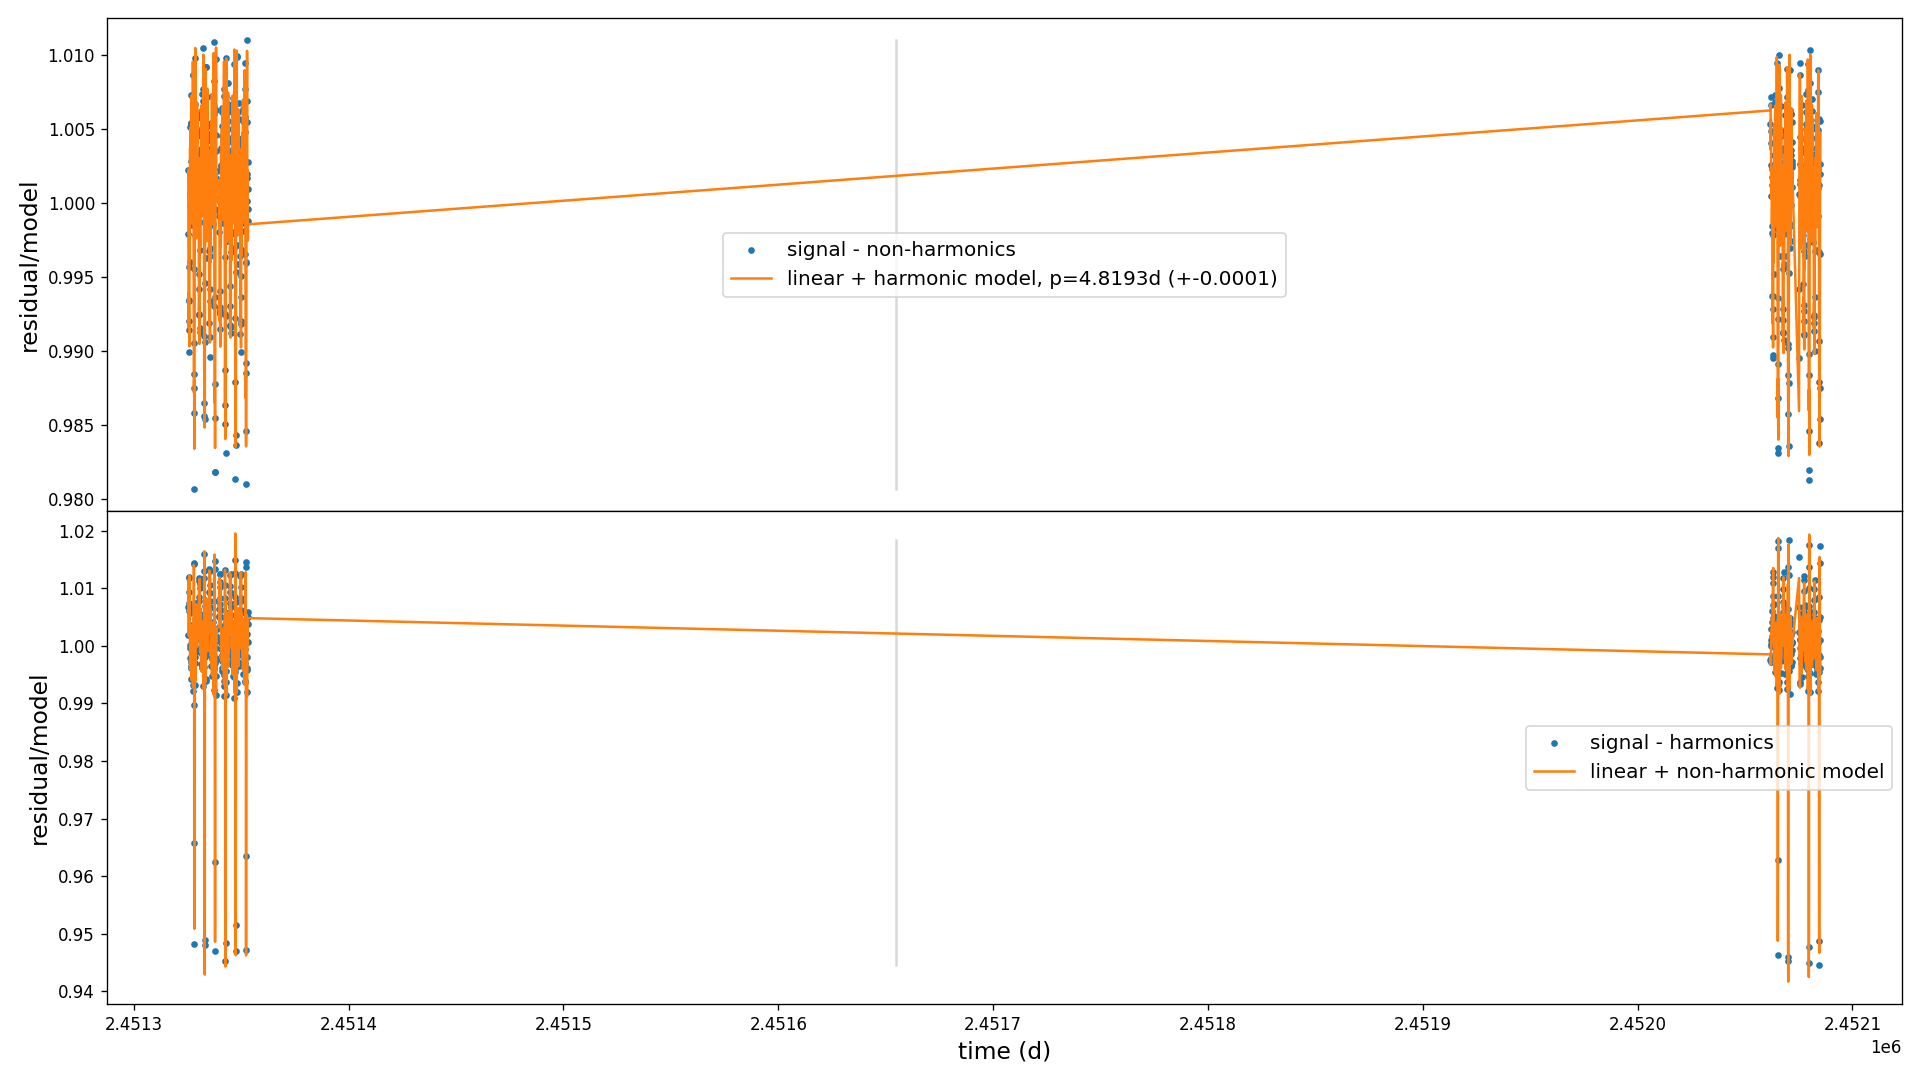 1.010
1.005
1.000
0.995
0.990
0.985
0.980
residual/model
signal - non-harmonics
linear + harmonic model, p=4.8193d (+-0.0001)
1.02
1.01
1.00
0.99
0.98
0.97
0.96
0.95
0.94
residual/model
signal - harmonics
linear + non-harmonic model
2.4513 2.4514 2.4515 2.4516 2.4517 2.4518 2.4519 2.4520 2.4521
time (d)
1e6